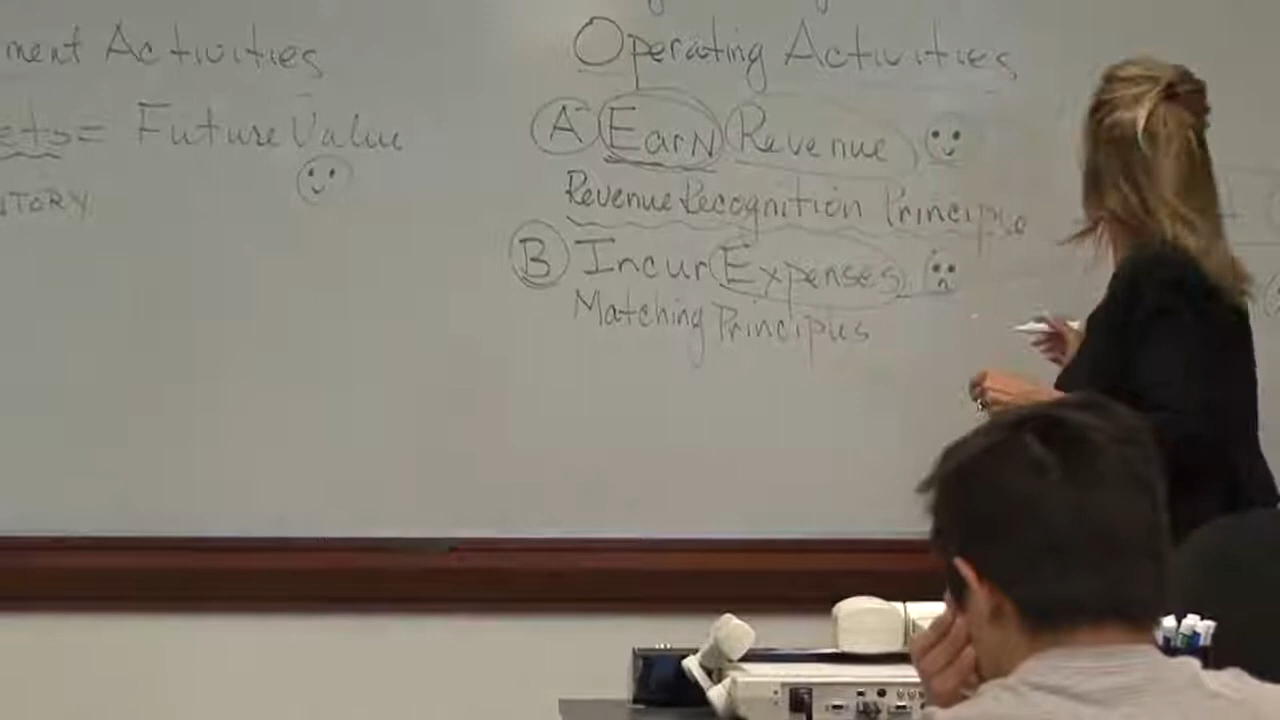 ment Activities
ets = Future Value
TORY
Operating Activities
A Earn Revenue
Revenue Recognition Principle
B Incur Expenses
Matching Principles